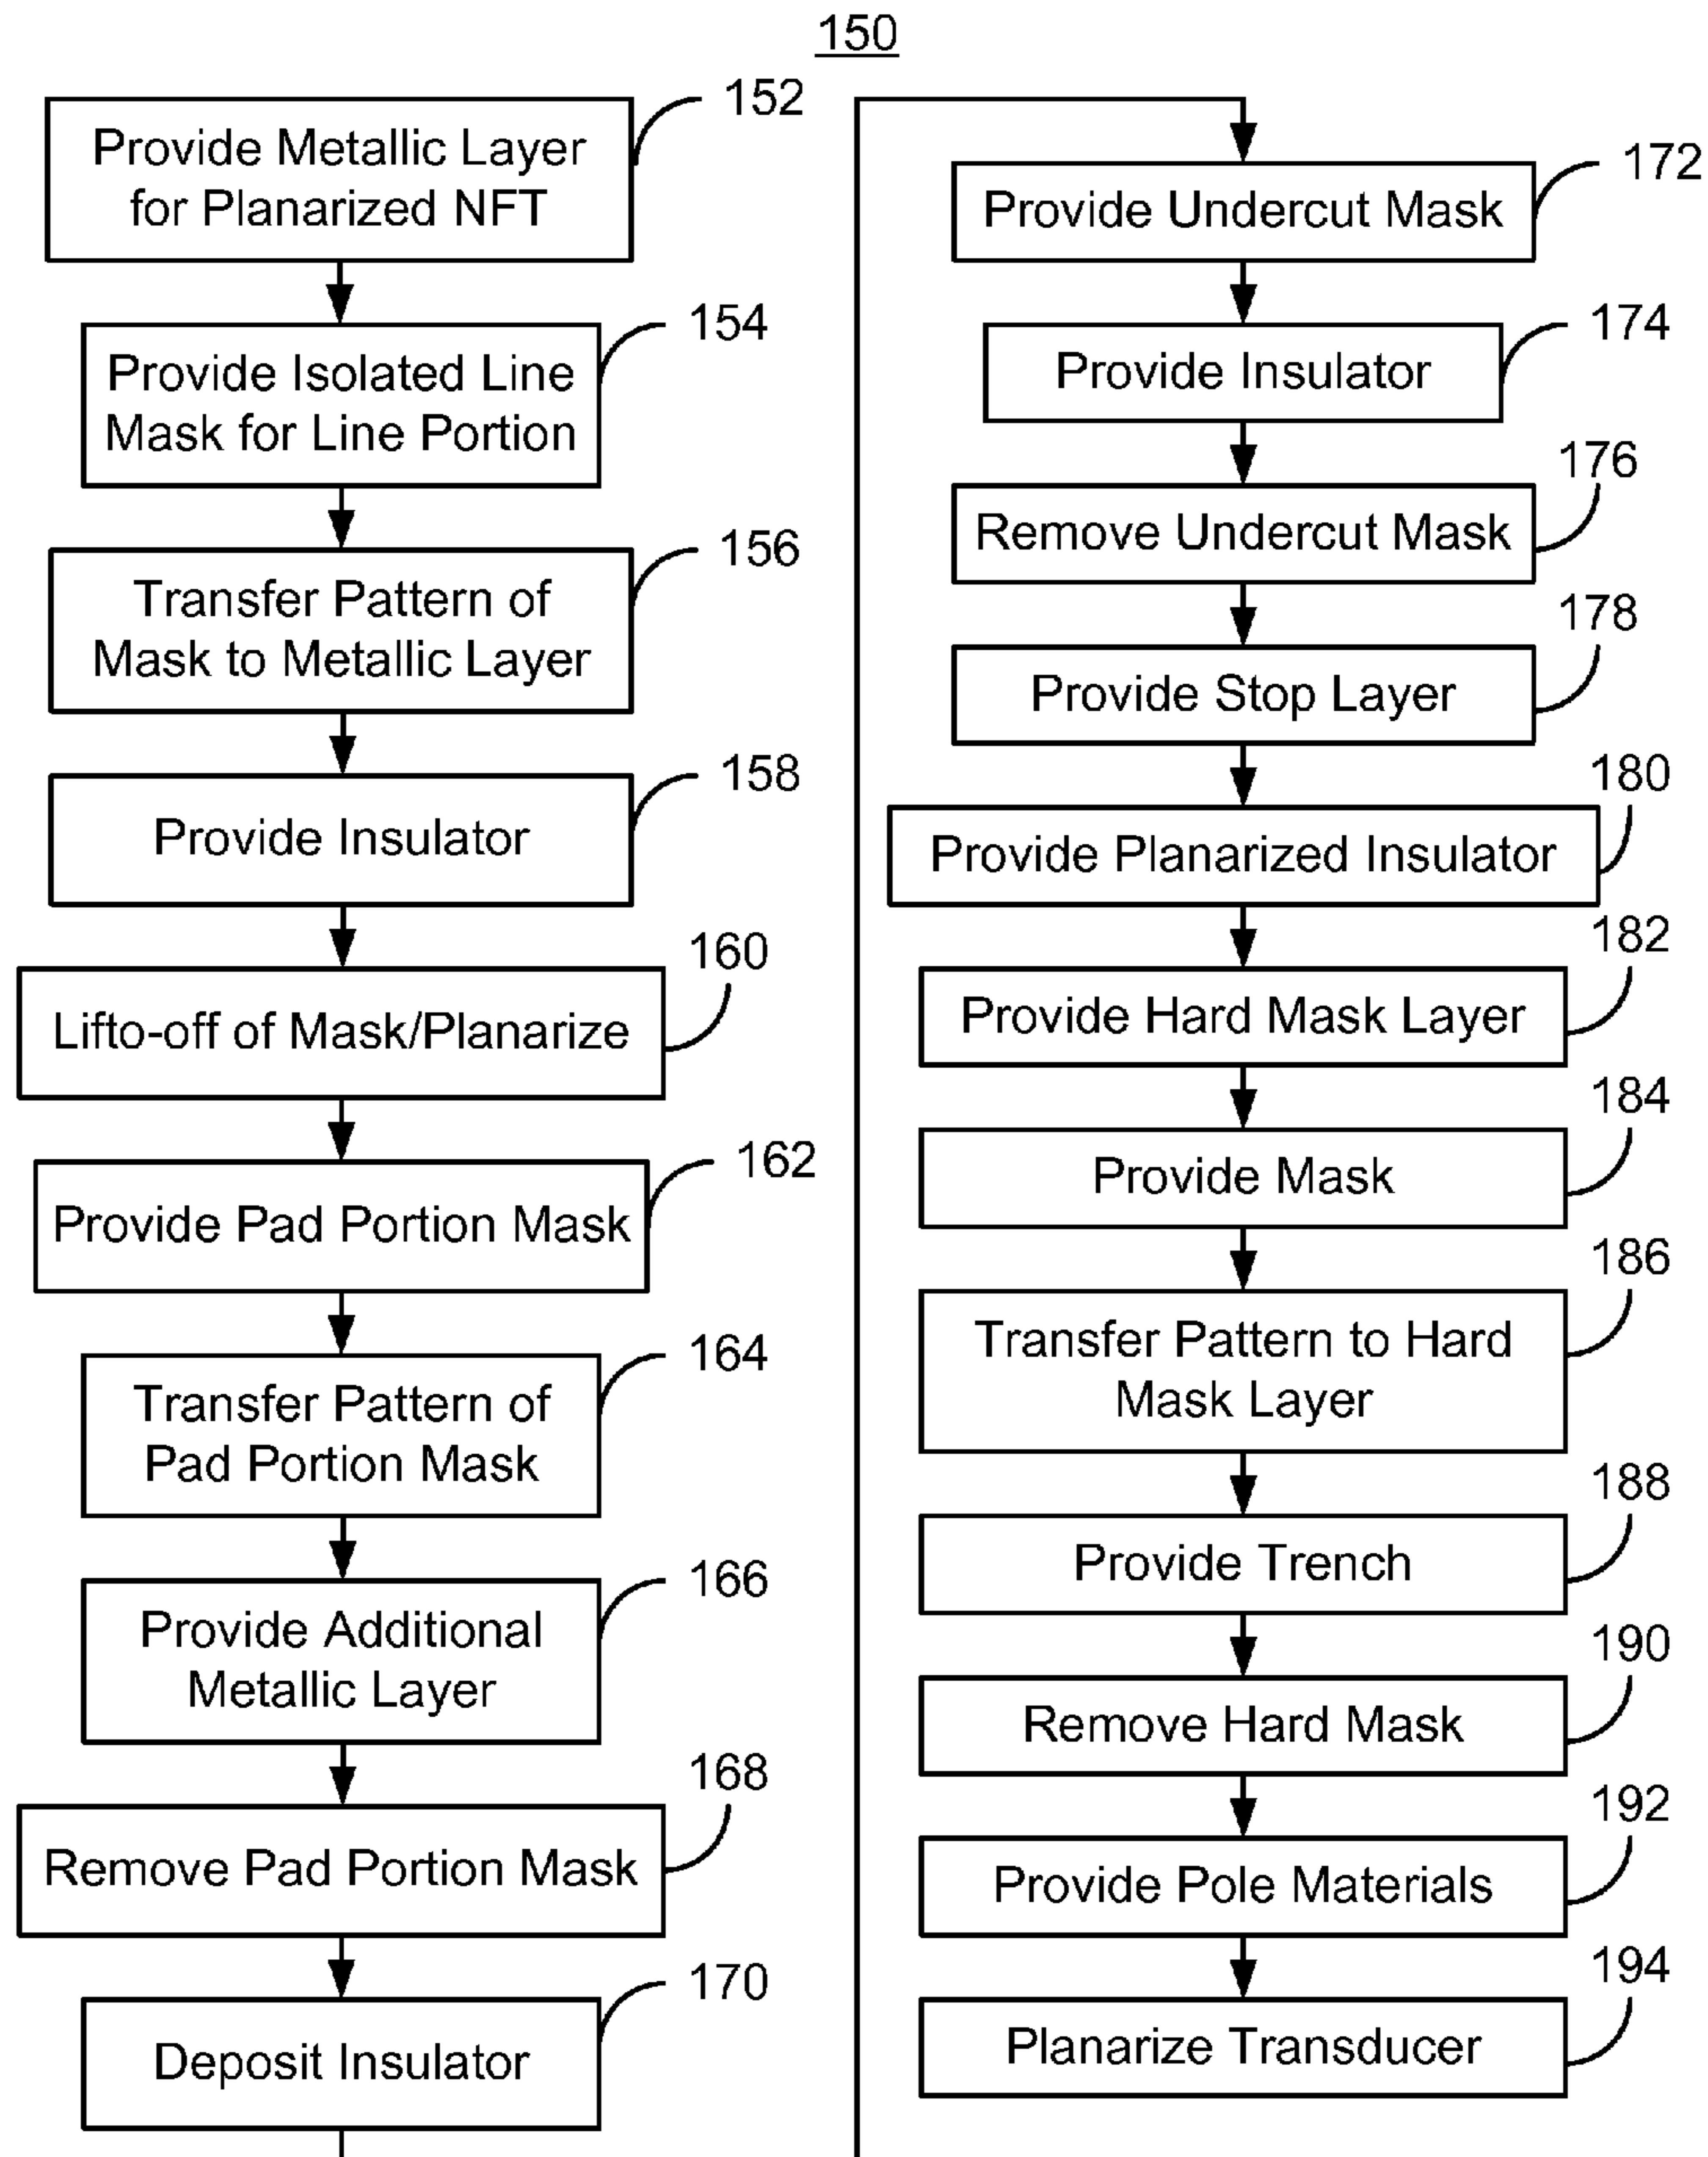 150
152
Provide Metallic Layer
for Planarized NFT
154
Provide Isolated Line
Mask for Line Portion
156
Transfer Pattern of
Mask to Metallic Layer
158
Provide Insulator
160
Lifto-off of Mask/Planarize
162
Provide Pad Portion Mask
164
Transfer Pattern of
Pad Portion Mask
166
Provide Additional
Metallic Layer
168
Remove Pad Portion Mask
170
Deposit Insulator
172
Provide Undercut Mask
174
Provide Insulator
176
Remove Undercut Mask
178
Provide Stop Layer
180
Provide Planarized Insulator
182
Provide Hard Mask Layer
184
Provide Mask
186
Transfer Pattern to Hard
Mask Layer
188
Provide Trench
190
Remove Hard Mask
192
Provide Pole Materials
194
Planarize Transducer